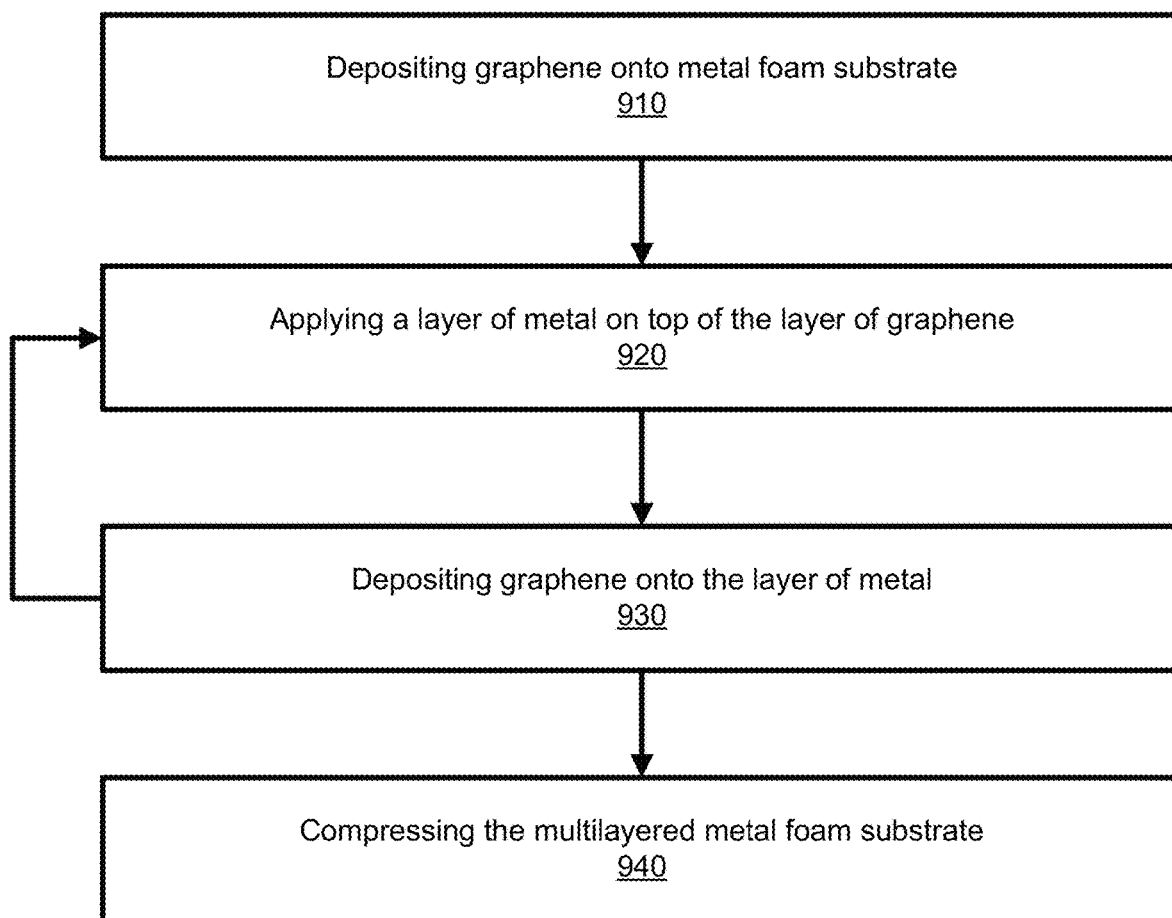 Depositing graphene onto metal foam substrate
910
Applying a layer of metal on top of the layer of graphene
920
Depositing graphene onto the layer of metal
930
Compressing the multilayered metal foam substrate
940